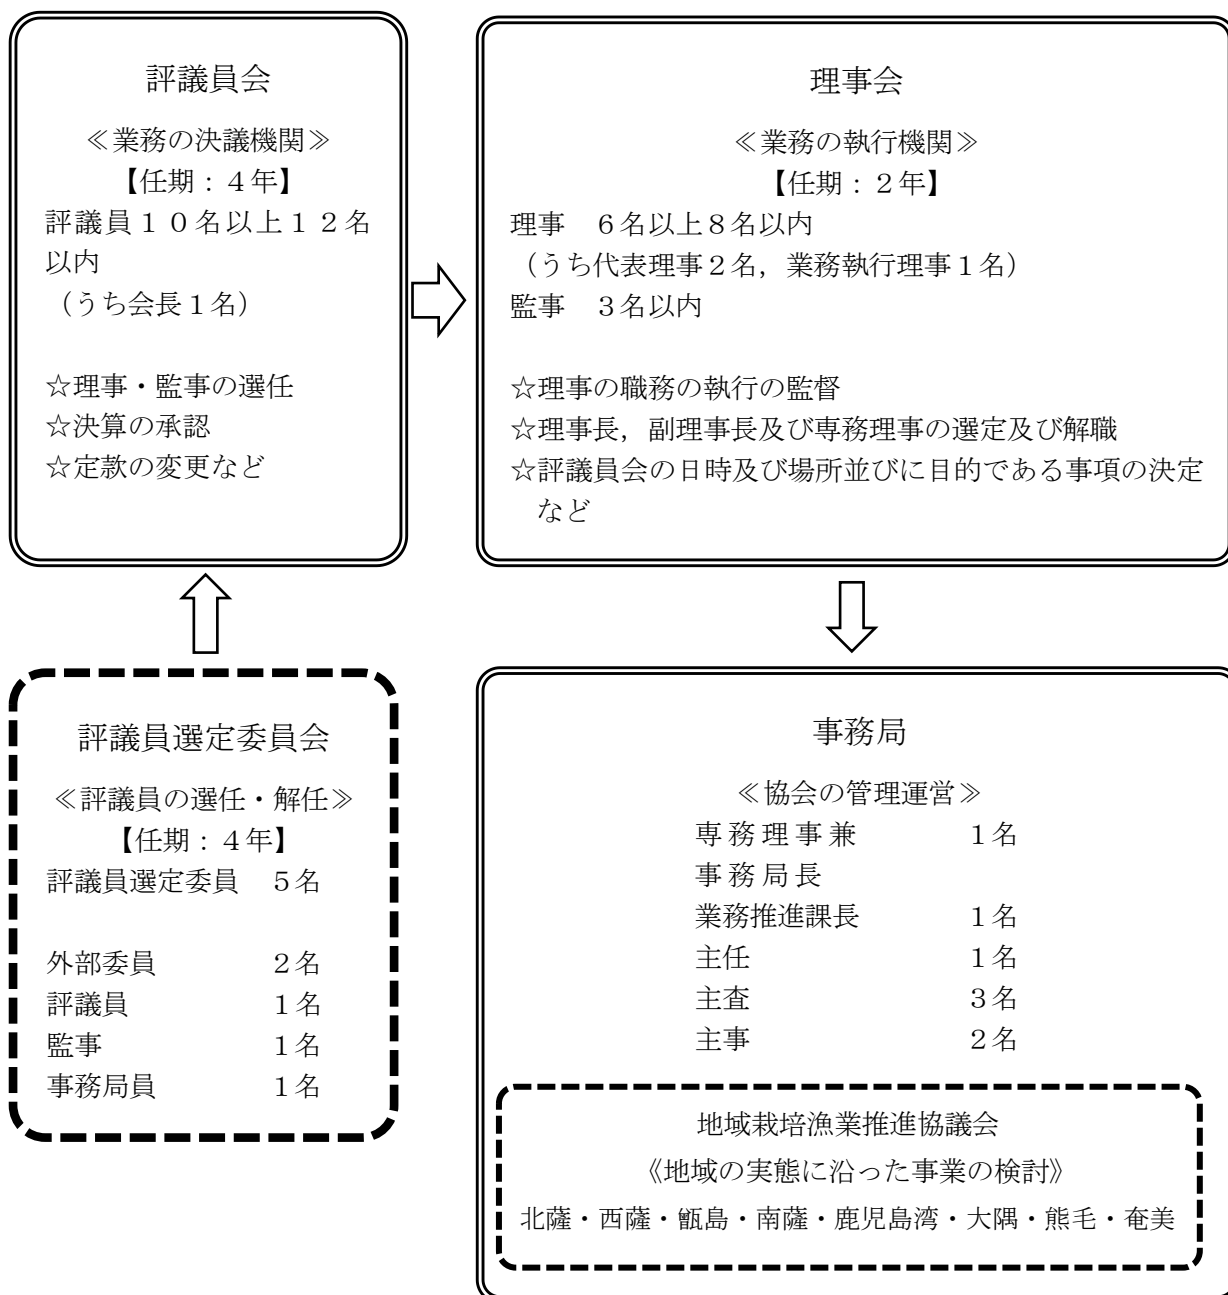 評議員会
≪業務の決議機関≫
【任期：４年】
評議員１０名以上１２名
以内
（うち会長１名）
☆理事・監事の選任
☆決算の承認
☆定款の変更など
理事会
≪業務の執行機関≫
【任期：２年】
理事　６名以上８名以内
（うち代表理事２名，業務執行理事１名）
監事　３名以内
☆理事の職務の執行の監督
☆理事長，副理事長及び専務理事の選定及び解職
☆評議員会の日時及び場所並びに目的である事項の決定
など
評議員選定委員会
≪評議員の選任・解任≫
【任期：４年】
評議員選定委員　５名
外部委員　２名
評議員　１名
監事　１名
事務局員　１名
事務局
≪協会の管理運営≫
専務理事兼　１名
事務局長
業務推進課長　１名
主任　１名
主査　３名
主事　２名
地域栽培漁業推進協議会
《地域の実態に沿った事業の検討》
北薩・西薩・甑島・南薩・鹿児島湾・大隅・熊毛・奄美